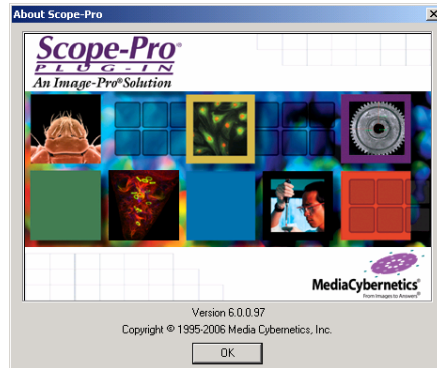 About Scope-Pro
Scope-Pro®
PLUG-IN
An Image-Pro® Solution
MediaCybernetics®
From Images to Answers®
Version 6.0.0.97
Copyright © 1995-2006 Media Cybernetics, Inc.
OK